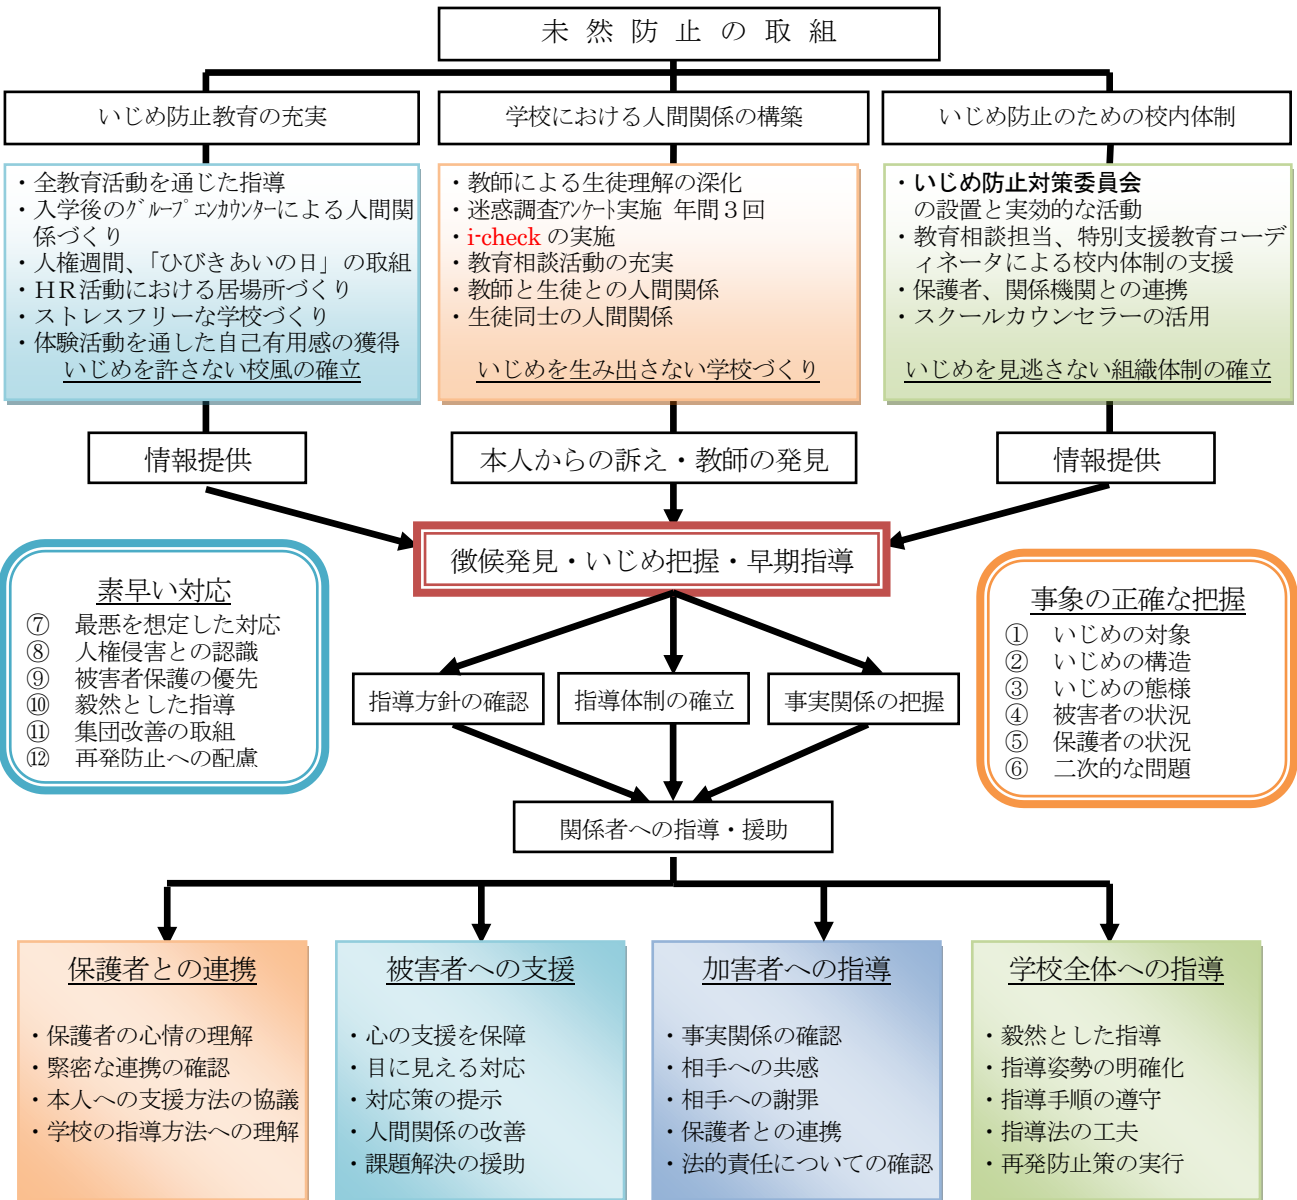 未然防止の取組
いじめ防止教育の充実
学校における人間関係の構築
いじめ防止のための校内体制
・全教育活動を通じた指導
・入学後のｸﾞﾙｰﾌﾟｴﾝｶｳﾝﾀｰによる人間関
係づくり
・人権週間、「ひびきあいの日」の取組
・ＨＲ活動における居場所づくり
・ストレスフリーな学校づくり
・体験活動を通した自己有用感の獲得
いじめを許さない校風の確立
・教師による生徒理解の深化
・迷惑調査ｱﾝｹｰﾄ実施 年間３回
・i-check の実施
・教育相談活動の充実
・教師と生徒との人間関係
・生徒同士の人間関係
いじめを生み出さない学校づくり
・いじめ防止対策委員会
の設置と実効的な活動
・教育相談担当、特別支援教育コーデ
ィネータによる校内体制の支援
・保護者、関係機関との連携
・スクールカウンセラーの活用
いじめを見逃さない組織体制の確立
情報提供
本人からの訴え・教師の発見
情報提供
徴候発見・いじめ把握・早期指導
素早い対応
⑦ 最悪を想定した対応
⑧ 人権侵害との認識
⑨ 被害者保護の優先
⑩ 毅然とした指導
⑪ 集団改善の取組
⑫ 再発防止への配慮
事象の正確な把握
① いじめの対象
② いじめの構造
③ いじめの態様
④ 被害者の状況
⑤ 保護者の状況
⑥ 二次的な問題
指導方針の確認
指導体制の確立
事実関係の把握
関係者への指導・援助
保護者との連携
・保護者の心情の理解
・緊密な連携の確認
・本人への支援方法の協議
・学校の指導方法への理解
被害者への支援
・心の支援を保障
・目に見える対応
・対応策の提示
・人間関係の改善
・課題解決の援助
加害者への指導
・事実関係の確認
・相手への共感
・相手への謝罪
・保護者との連携
・法的責任についての確認
学校全体への指導
・毅然とした指導
・指導姿勢の明確化
・指導手順の遵守
・指導法の工夫
・再発防止策の実行